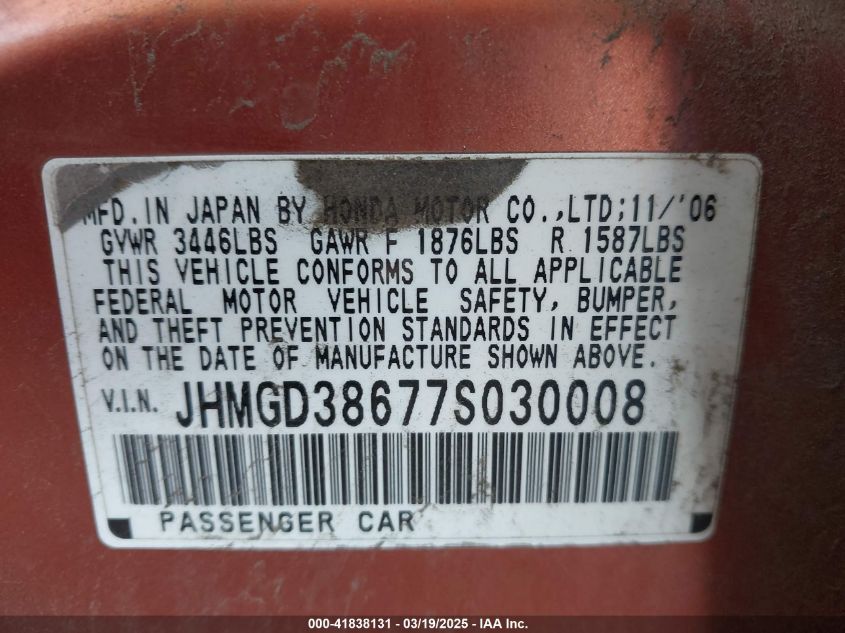 MFD. IN JAPAN BY HONDA MOTOR CO.,LTD;11/'06
GVWR 3446LBS GAWR F 1876LBS R 1587LBS
THIS VEHICLE CONFORMS TO ALL APPLICABLE
FEDERAL MOTOR VEHICLE SAFETY, BUMPER,
AND THEFT PREVENTION STANDARDS IN EFFECT
ON THE DATE OF MANUFACTURE SHOWN ABOVE.
V.I.N. JHMGD38677S030008
PASSENGER CAR
000-41838131 - 03/19/2025 - IAA Inc.